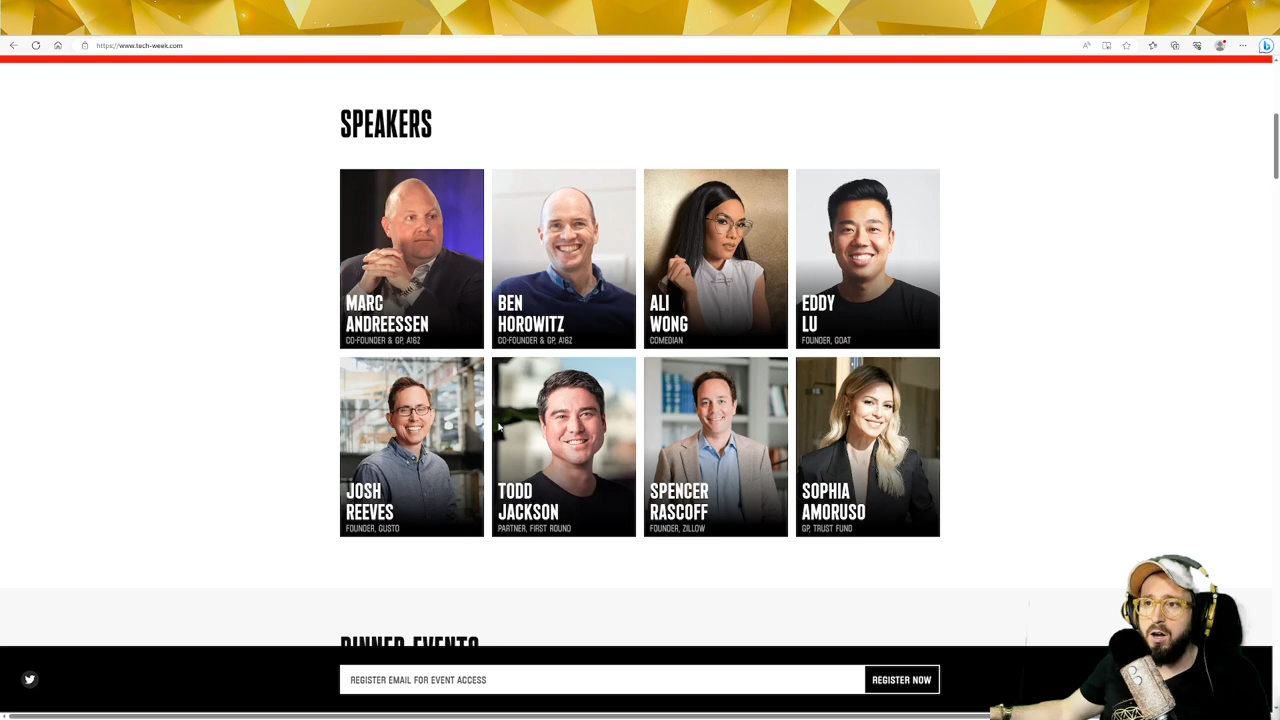 https://www.tech-week.com
SPEAKERS
MARC
ANDREESSEN
CO-FOUNDER & GP, A16Z
BEN
HOROWITZ
CO-FOUNDER & GP, A16Z
ALI
WONG
COMEDIAN
EDDY
LU
FOUNDER, GOAT
JOSH
REEVES
FOUNDER, GUSTO
TODD
JACKSON
PARTNER, FIRST ROUND
SPENCER
RASCOFF
FOUNDER, ZILLOW
SOPHIA
AMORUSO
GP, TRUST FUND
DINNER EVENTS
REGISTER EMAIL FOR EVENT ACCESS
REGISTER NOW